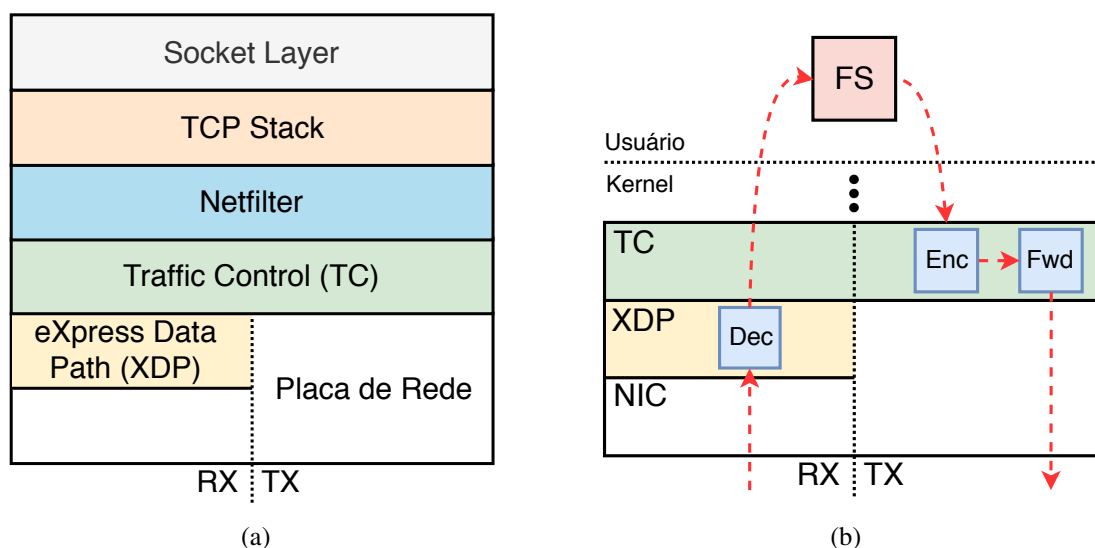 Socket Layer
TCP Stack
Netfilter
Traffic Control (TC)
eXpress Data
Path (XDP)
Placa de Rede
RX
TX
(a)
FS
Usuário
Kernel
TC
Enc
Fwd
XDP
Dec
NIC
RX
TX
(b)